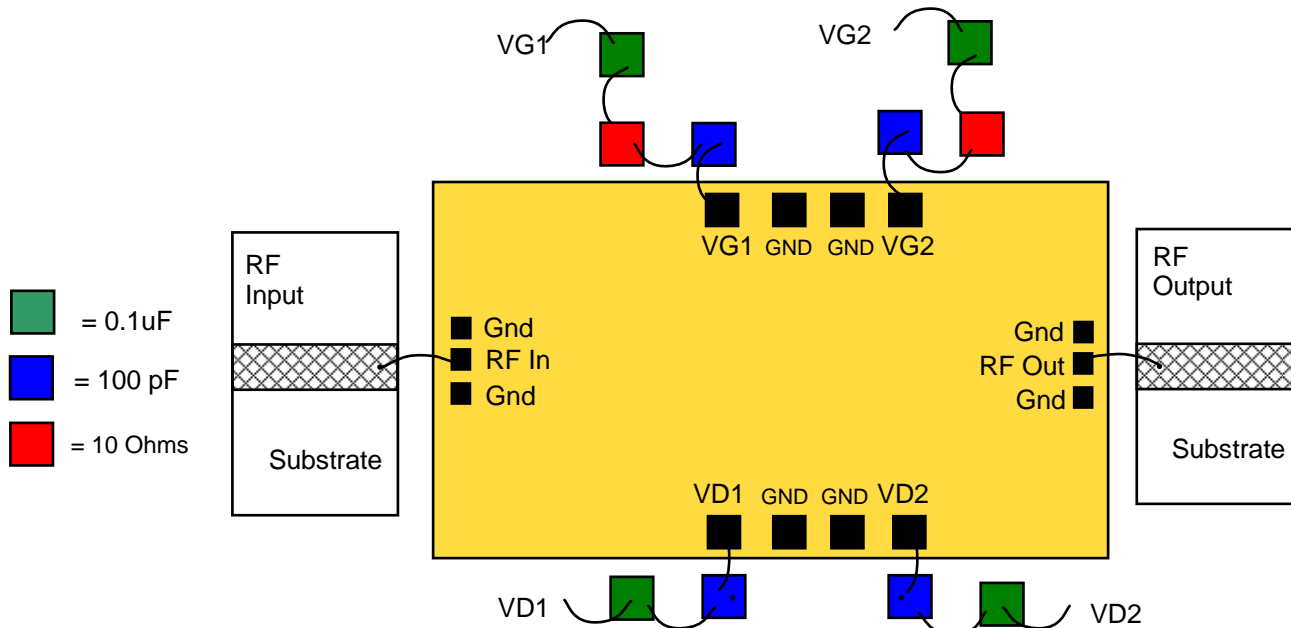 VG1
VG2
VG1 GND GND VG2
RF
Input
RF
Output
= 0.1uF
= 100 pF
= 10 Ohms
Gnd
RF In
Gnd
Gnd
RF Out
Gnd
Substrate
Substrate
VD1 GND GND VD2
VD1
VD2